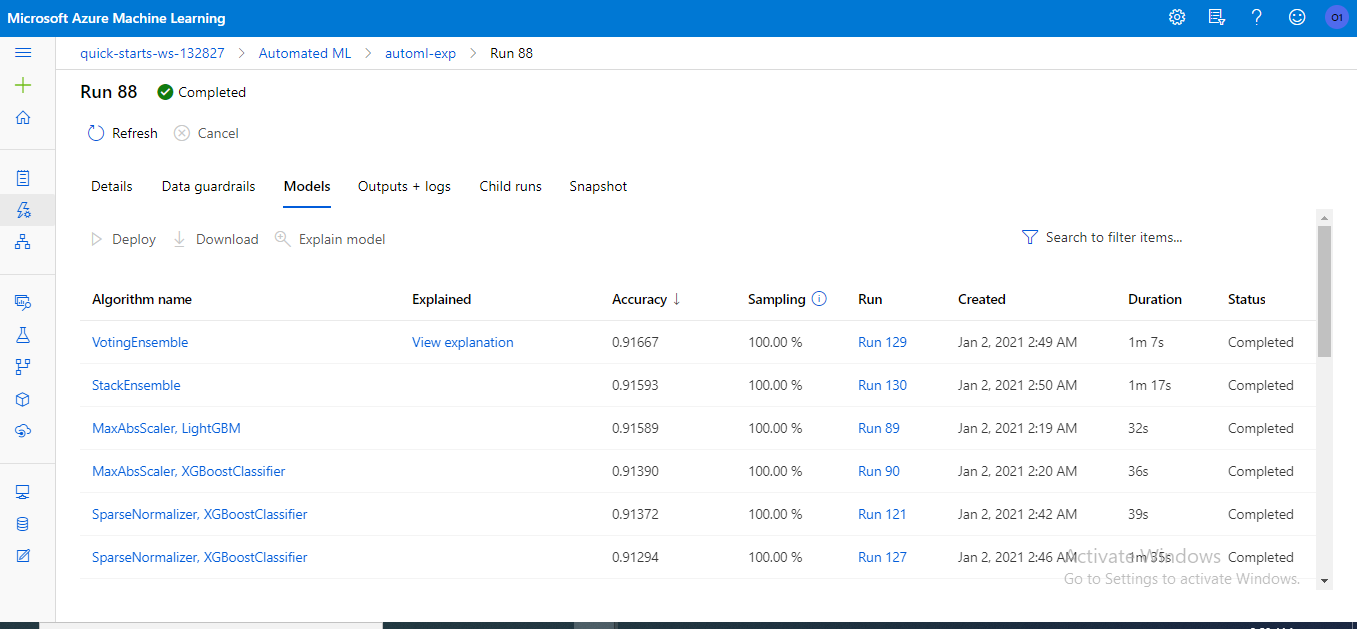 Microsoft Azure Machine Learning
O1
quick-starts-ws-132827 > Automated ML > automl-exp > Run 88
Run 88 Completed
Refresh Cancel
Details Data guardrails Models Outputs + logs Child runs Snapshot
Deploy Download Explain model Search to filter items...
Algorithm name Explained Accuracy ↓ Sampling Run Created Duration Status
VotingEnsemble View explanation 0.91667 100.00 % Run 129 Jan 2, 2021 2:49 AM 1m 7s Completed
StackEnsemble 0.91593 100.00 % Run 130 Jan 2, 2021 2:50 AM 1m 17s Completed
MaxAbsScaler, LightGBM 0.91589 100.00 % Run 89 Jan 2, 2021 2:19 AM 32s Completed
MaxAbsScaler, XGBoostClassifier 0.91390 100.00 % Run 90 Jan 2, 2021 2:20 AM 36s Completed
SparseNormalizer, XGBoostClassifier 0.91372 100.00 % Run 121 Jan 2, 2021 2:42 AM 39s Completed
SparseNormalizer, XGBoostClassifier 0.91294 100.00 % Run 127 Jan 2, 2021 2:46 AM 1m 35s Completed
Activate Windows
Go to Settings to activate Windows.